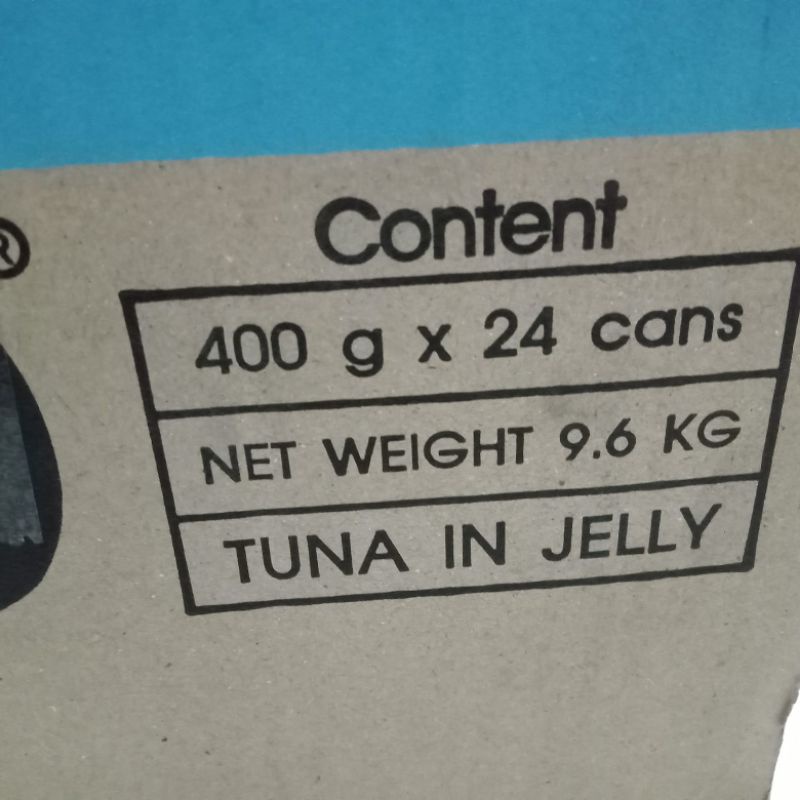 ®
Content
400 g x 24 cans
NET WEIGHT 9.6 KG
TUNA IN JELLY